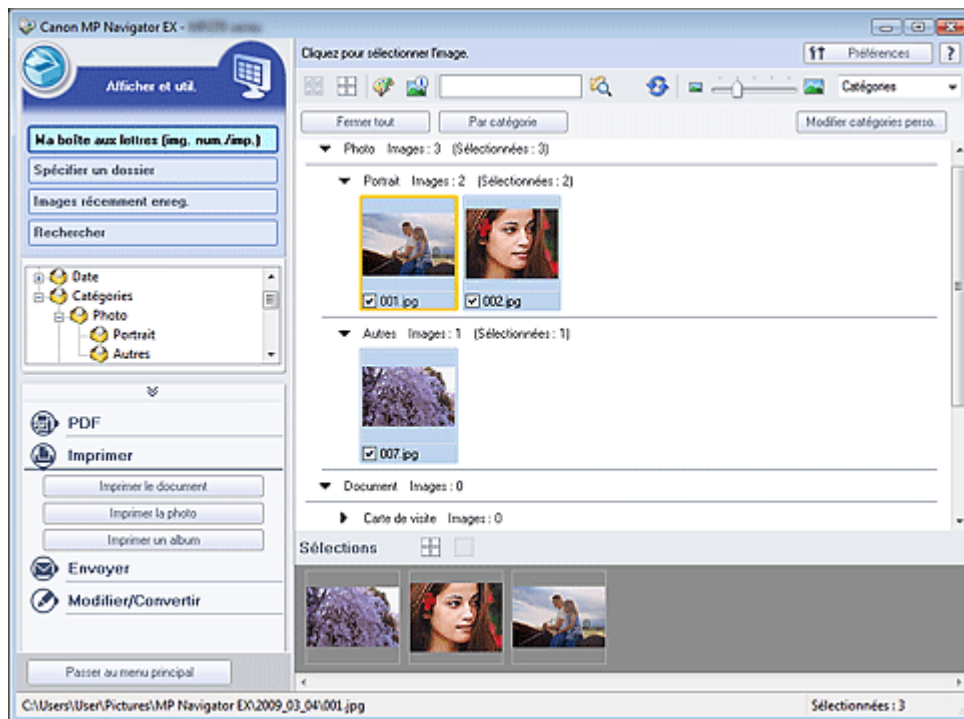 Canon MP Navigator EX -
Cliquez pour sélectionner l'image.
Préférences
?
Afficher et util.
Catégories
Fermer tout
Par catégorie
Modifier catégories perso.
Ma boîte aux lettres (img. num./imp.)
Spécifier un dossier
Images récemment enreg.
Rechercher
Date
Catégories
Photo
Portrait
Autres
PDF
Imprimer
Imprimer le document
Imprimer la photo
Imprimer un album
Envoyer
Modifier/Convertir
Passer au menu principal
Photo Images : 3 (Sélectionnées : 3)
Portrait Images : 2 (Sélectionnées : 2)
001.jpg
002.jpg
Autres Images : 1 (Sélectionnées : 1)
007.jpg
Document Images : 0
Carte de visite Images : 0
Sélections
C:\Users\User\Pictures\MP Navigator EX\2009_03_04\001.jpg
Sélectionnées : 3